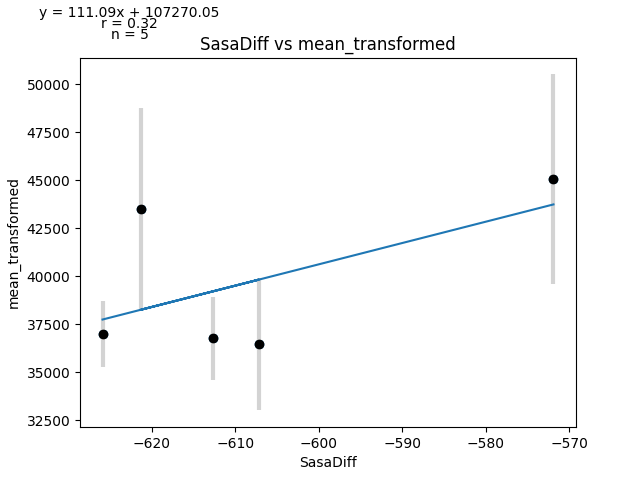 y = 111.09x + 107270.05
r = 0.32
n = 5
SasaDiff vs mean_transformed
50000
47500
45000
42500
40000
37500
35000
32500
mean_transformed
−620
−610
−600
−590
−580
−570
SasaDiff